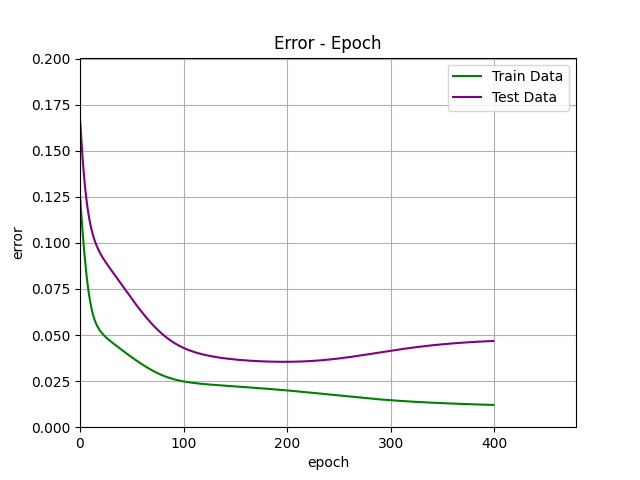 Error - Epoch
Train Data
Test Data
error
0.200
0.175
0.150
0.125
0.100
0.075
0.050
0.025
0.000
0 100 200 300 400
epoch